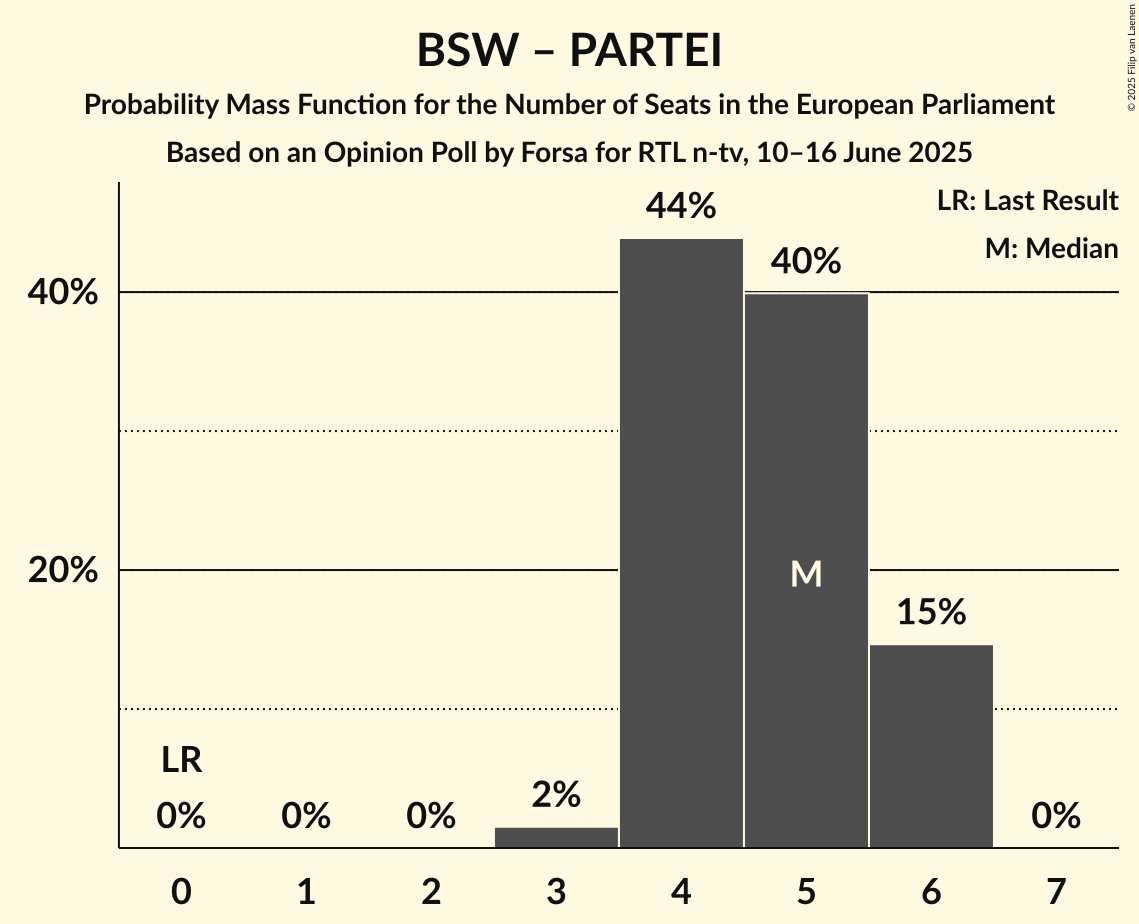 BSW – PARTEI
Probability Mass Function for the Number of Seats in the European Parliament
Based on an Opinion Poll by Forsa for RTL n-tv, 10–16 June 2025
© 2025 Filip van Laenen
LR: Last Result
M: Median
44%
40%
40%
M
20%
15%
LR
0%
0%
0%
2%
0%
0
1
2
3
4
5
6
7